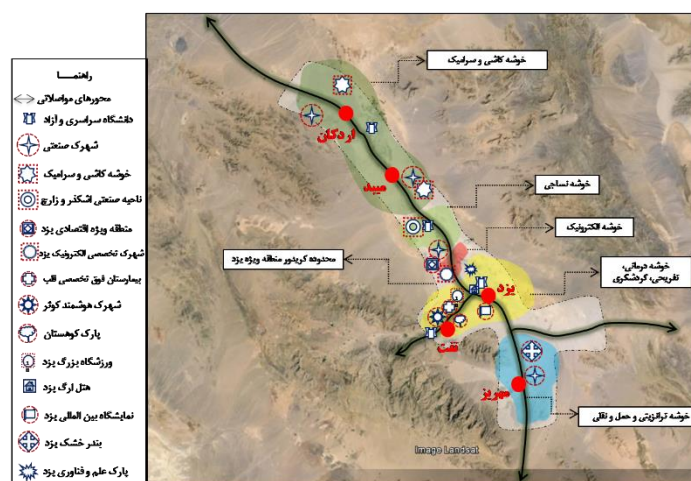 راهنمـــا
محورهای مواصلاتی
دانشگاه سراسری و آزاد
شهرک صنعتی
خوشه کاشی و سرامیک
ناحیه صنعتی اشکذر و زارچ
منطقه ویژه اقتصادی یزد
شهرک تخصصی الکترونیک یزد
بیمارستان فوق تخصصی قلب
شهرک هوشمند کوثر
پارک کوهستان
ورزشگاه بزرگ یزد
هتل ارگ یزد
نمایشگاه بین المللی یزد
بندر خشک یزد
پارک علم و فناوری یزد
خوشه کاشی و سرامیک
اردکان
میبد
خوشه نساجی
خوشه الکترونیک
محدوده کریدور منطقه ویژه یزد
خوشه درمانی،
تفریحی، گردشگری
یزد
تفت
مهریز
خوشه ترانزیتی و حمل و نقلی
Image Landsat